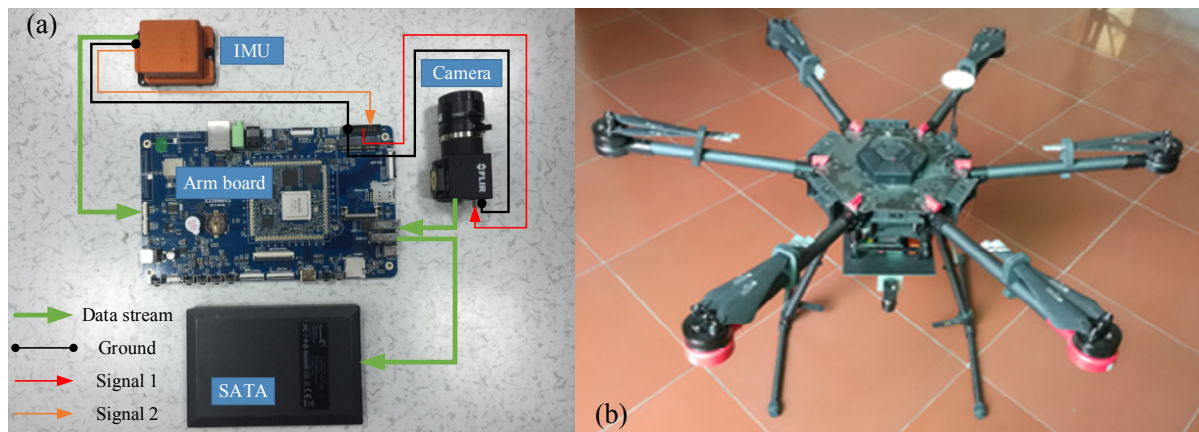 (a)
IMU
Camera
Arm board
FLIR
Data stream
Ground
Signal 1
SATA
Signal 2
(b)